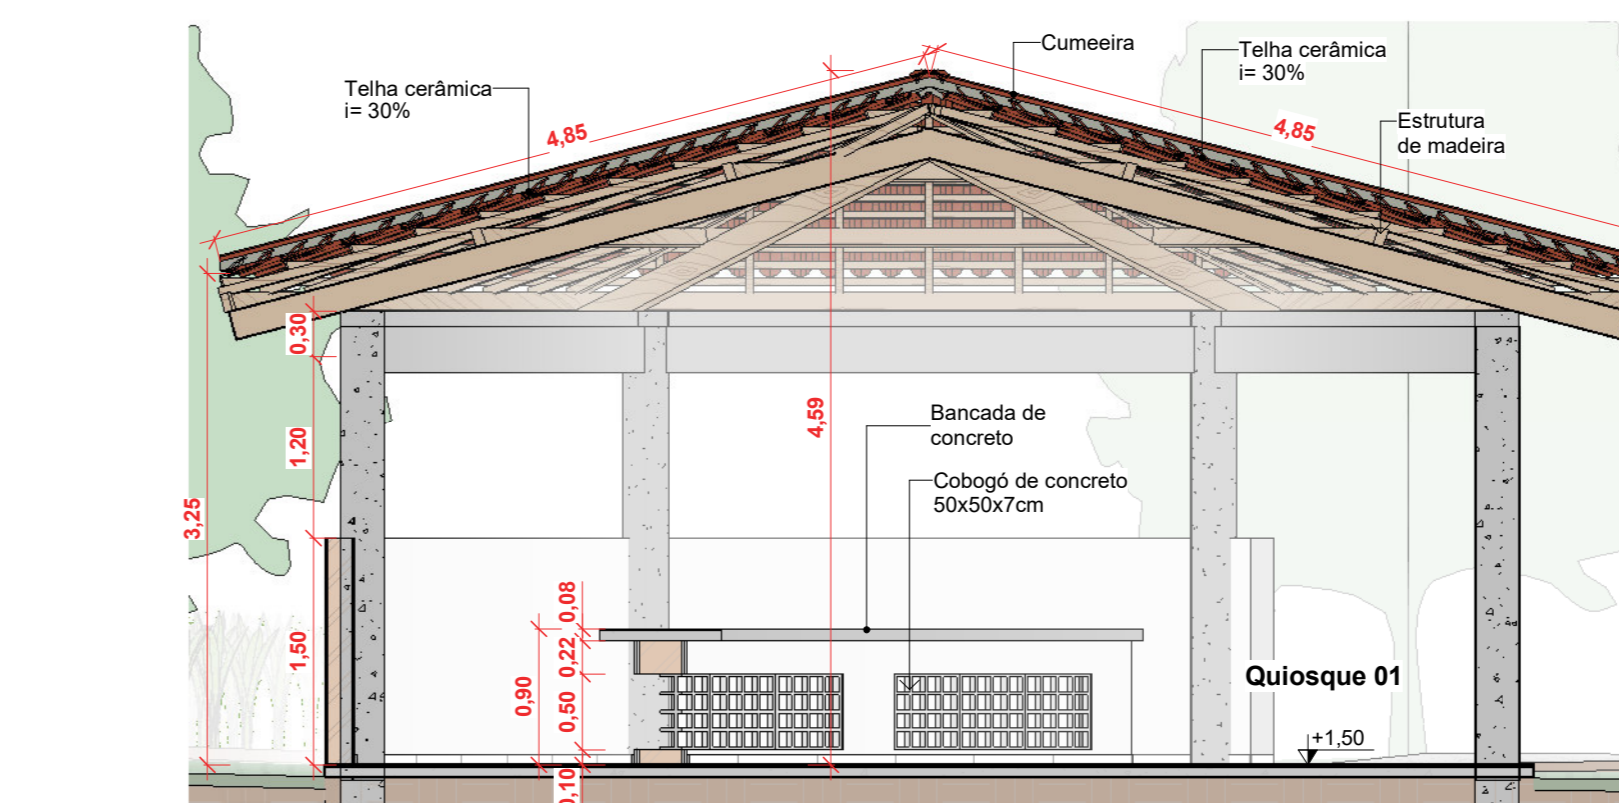 Cumeeira
Telha cerâmica
i= 30%
Telha cerâmica
i= 30%
4,85
4,85
Estrutura
de madeira
0,30
4,59
Bancada de
concreto
1,20
Cobogó de concreto
50x50x7cm
3,25
0,08
1,50
0,22
0,90
0,50
Quiosque 01
+1,50
0,10